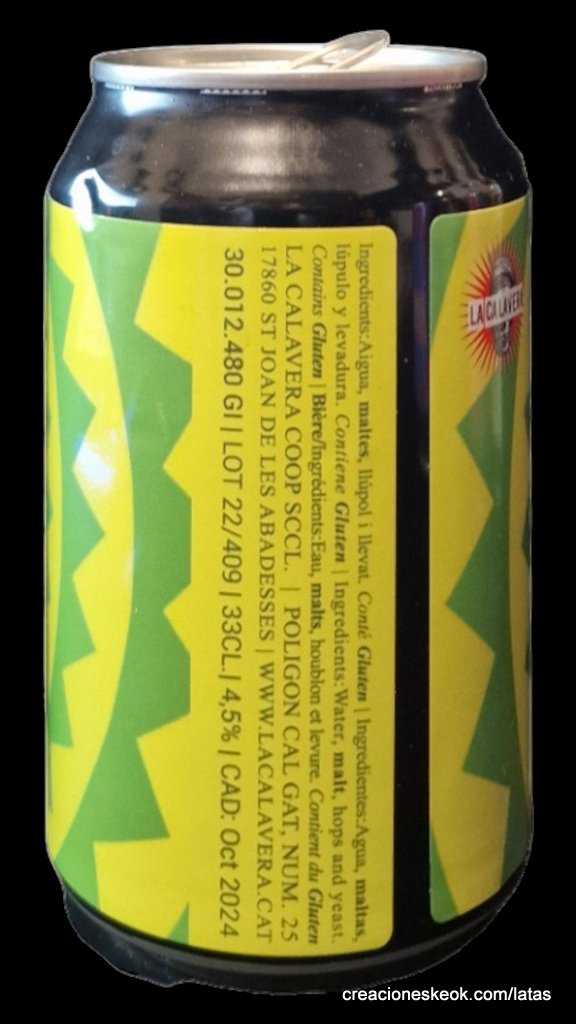 Ingredients:Aigua, maltes, llúpol i llevat. Conté Gluten | Ingredientes:Agua, maltas,
lúpulo y levadura. Contiene Gluten | Ingredients:Water, malt, hops and yeast.
Contains Gluten | Bière/Ingrédients:Eau, malts, houblon et levure. Contient du Gluten
LA CALAVERA COOP SCCL. | POLIGON CAL GAT, NUM. 25
17860 ST JOAN DE LES ABADESSES | WWW.LACALAVERA.CAT
30.012.480 GI | LOT 22/409 | 33CL.| 4,5% | CAD: Oct 2024
LA CALAVERA
creacioneskeok.com/latas